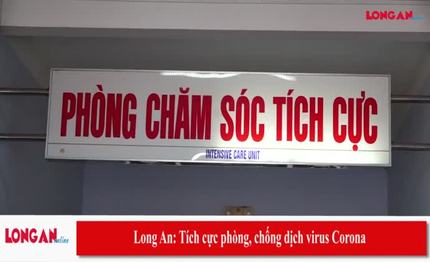 LONG AN online
PHÒNG CHĂM SÓC TÍCH CỰC
INTENSIVE CARE UNIT
LONG AN online
Long An: Tích cực phòng, chống dịch virus Corona